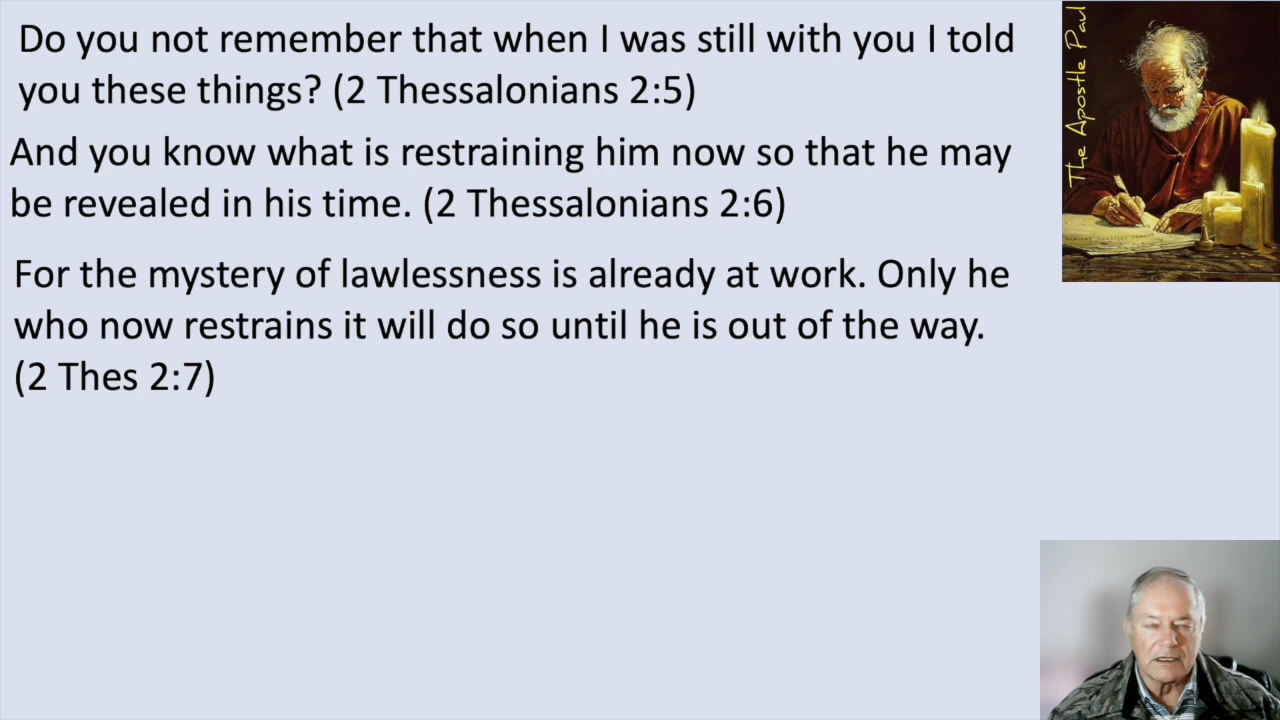 Do you not remember that when I was still with you I told
you these things? (2 Thessalonians 2:5)
And you know what is restraining him now so that he may
be revealed in his time. (2 Thessalonians 2:6)
For the mystery of lawlessness is already at work. Only he
who now restrains it will do so until he is out of the way.
(2 Thes 2:7)
The Apostle Paul